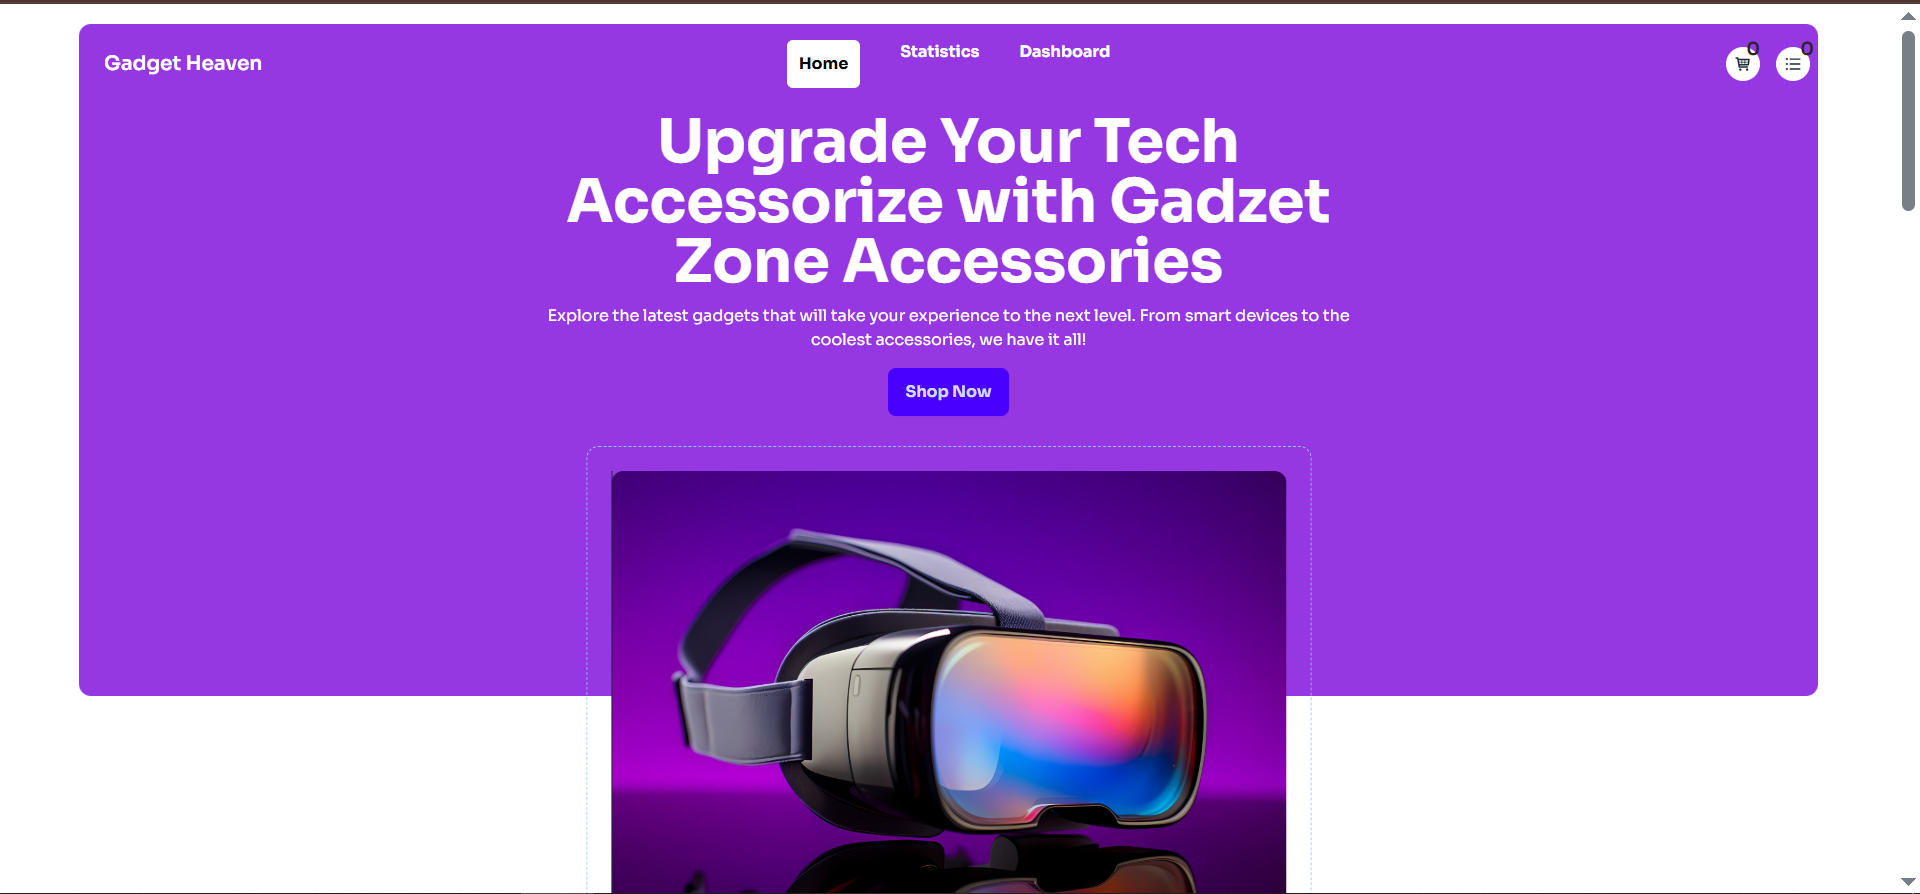 Gadget Heaven
Home
Statistics
Dashboard
0
0
Upgrade Your Tech
Accessorize with Gadzet
Zone Accessories
Explore the latest gadgets that will take your experience to the next level. From smart devices to the
coolest accessories, we have it all!
Shop Now